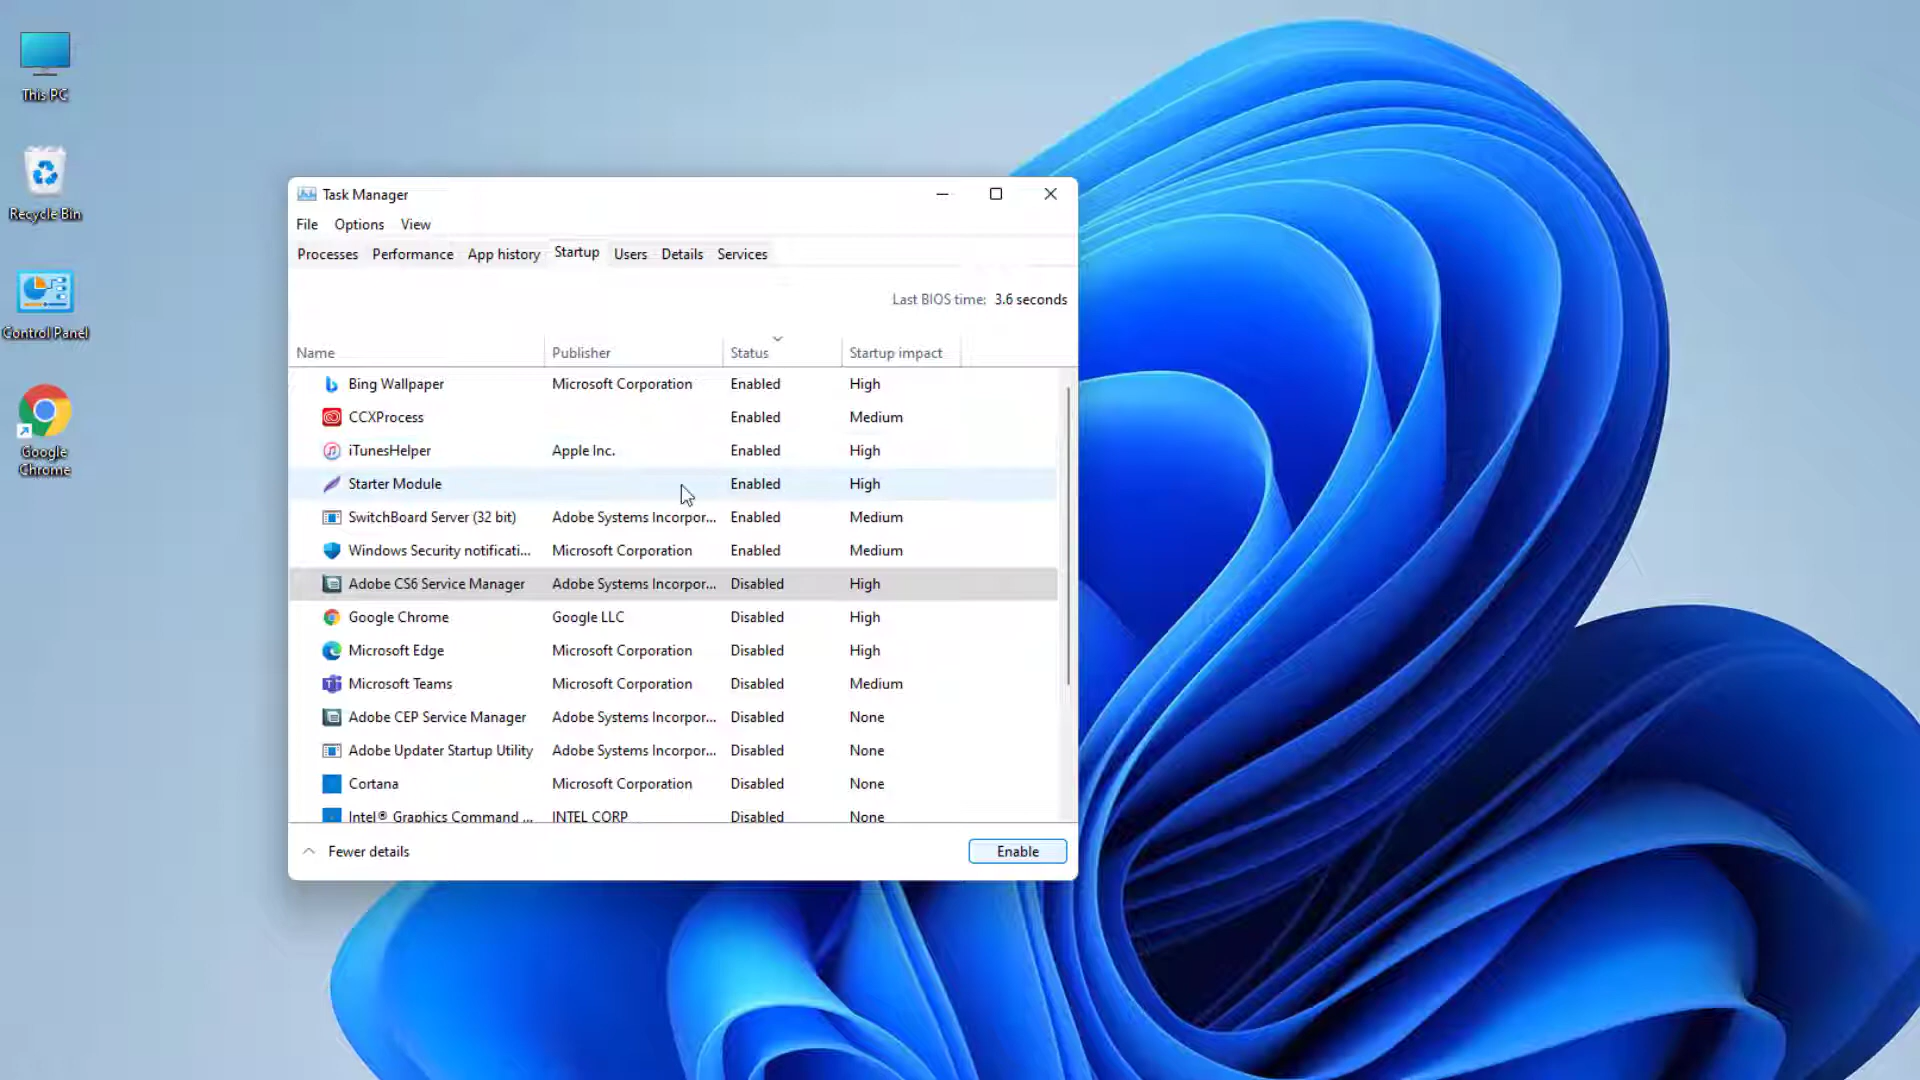 This PC
Recycle Bin
Control Panel
Google
Chrome
Task Manager
File Options View
Processes Performance App history Startup Users Details Services
Last BIOS time: 3.6 seconds
Name Publisher Status Startup impact
Bing Wallpaper Microsoft Corporation Enabled High
CCXProcess Enabled Medium
iTunesHelper Apple Inc. Enabled High
Starter Module Enabled High
SwitchBoard Server (32 bit) Adobe Systems Incorpor... Enabled Medium
Windows Security notificati... Microsoft Corporation Enabled Medium
Adobe CS6 Service Manager Adobe Systems Incorpor... Disabled High
Google Chrome Google LLC Disabled High
Microsoft Edge Microsoft Corporation Disabled High
Microsoft Teams Microsoft Corporation Disabled Medium
Adobe CEP Service Manager Adobe Systems Incorpor... Disabled None
Adobe Updater Startup Utility Adobe Systems Incorpor... Disabled None
Cortana Microsoft Corporation Disabled None
Intel® Graphics Command ... INTEL CORP Disabled None
Fewer details Enable